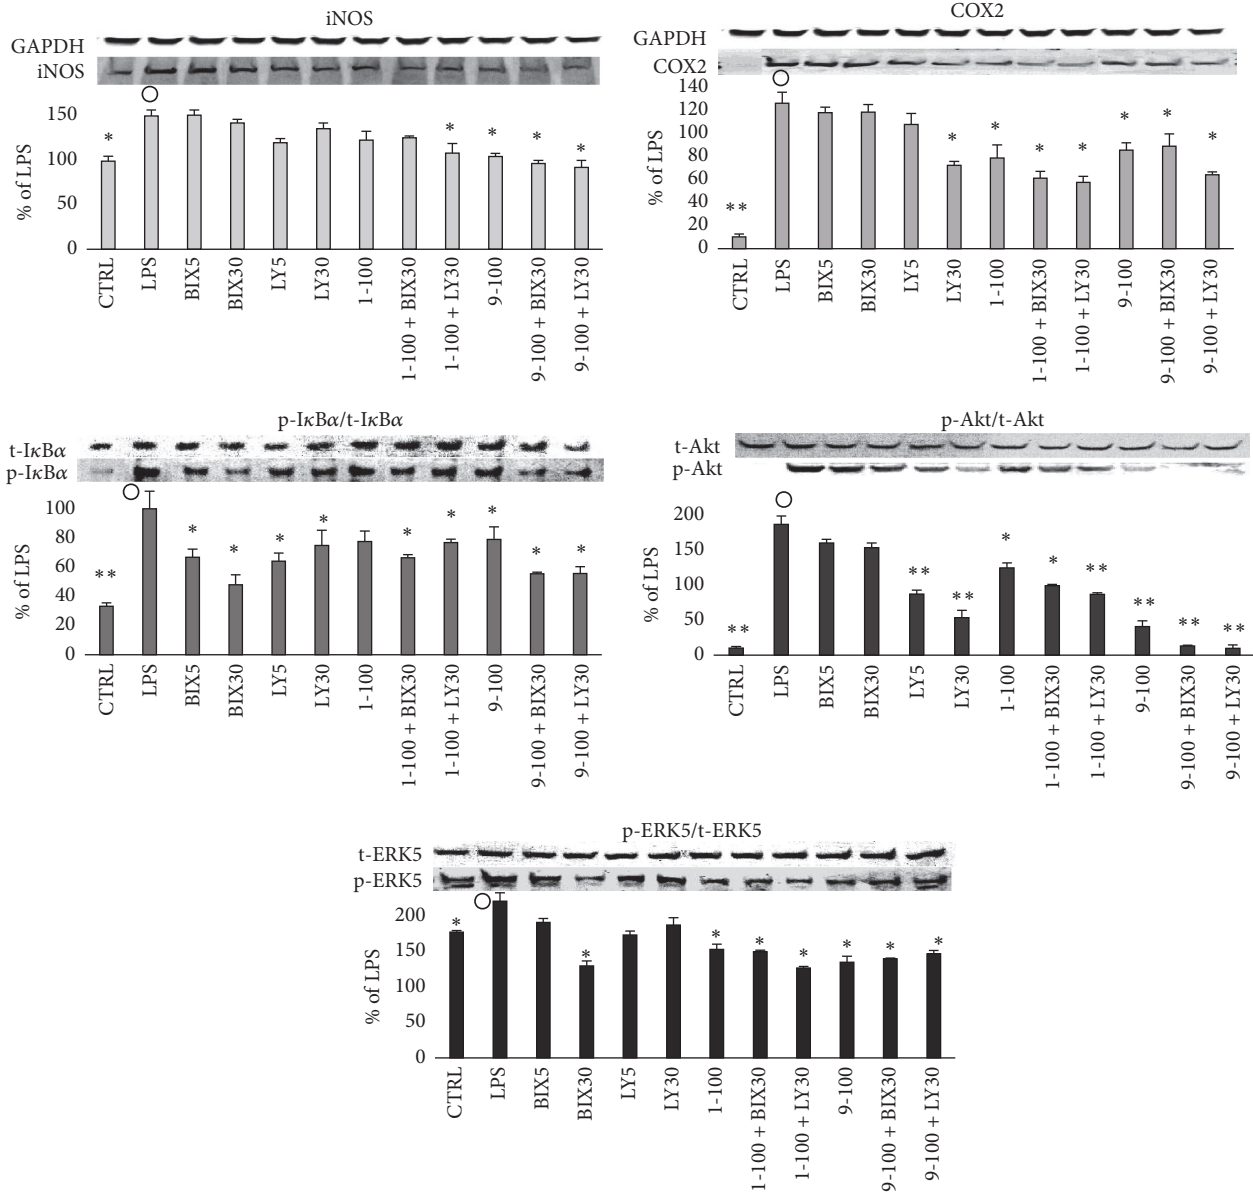 iNOS
GAPDH
iNOS
150
100
50
0
% of LPS
* * * * *
CTRL
LPS
BIX5
BIX30
LY5
LY30
1-100
1-100 + BIX30
1-100 + LY30
9-100
9-100 + BIX30
9-100 + LY30
COX2
GAPDH
COX2
140
120
100
80
60
40
20
0
% of LPS
** * * * * * * *
CTRL
LPS
BIX5
BIX30
LY5
LY30
1-100
1-100 + BIX30
1-100 + LY30
9-100
9-100 + BIX30
9-100 + LY30
p-IκBα/t-IκBα
t-IκBα
p-IκBα
100
80
60
40
20
0
% of LPS
** * * * * * * * * *
CTRL
LPS
BIX5
BIX30
LY5
LY30
1-100
1-100 + BIX30
1-100 + LY30
9-100
9-100 + BIX30
9-100 + LY30
p-Akt/t-Akt
t-Akt
p-Akt
200
150
100
50
0
% of LPS
** ** ** * * ** ** ** **
CTRL
LPS
BIX5
BIX30
LY5
LY30
1-100
1-100 + BIX30
1-100 + LY30
9-100
9-100 + BIX30
9-100 + LY30
p-ERK5/t-ERK5
t-ERK5
p-ERK5
200
150
100
50
0
% of LPS
* * * * * * * *
CTRL
LPS
BIX5
BIX30
LY5
LY30
1-100
1-100 + BIX30
1-100 + LY30
9-100
9-100 + BIX30
9-100 + LY30